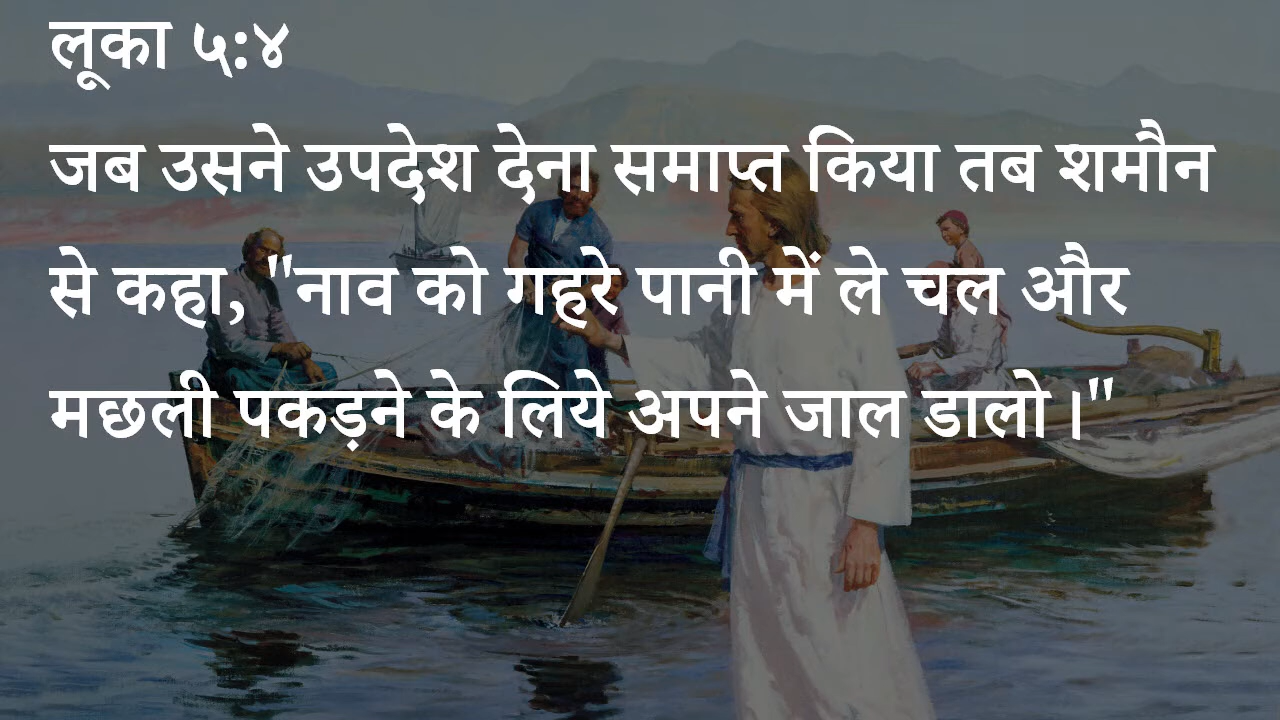 लूका ५:४
जब उसने उपदेश देना समाप्त किया तब शमौन
से कहा, "नाव को गहरे पानी में ले चल और
मछली पकड़ने के लिये अपने जाल डालो।"